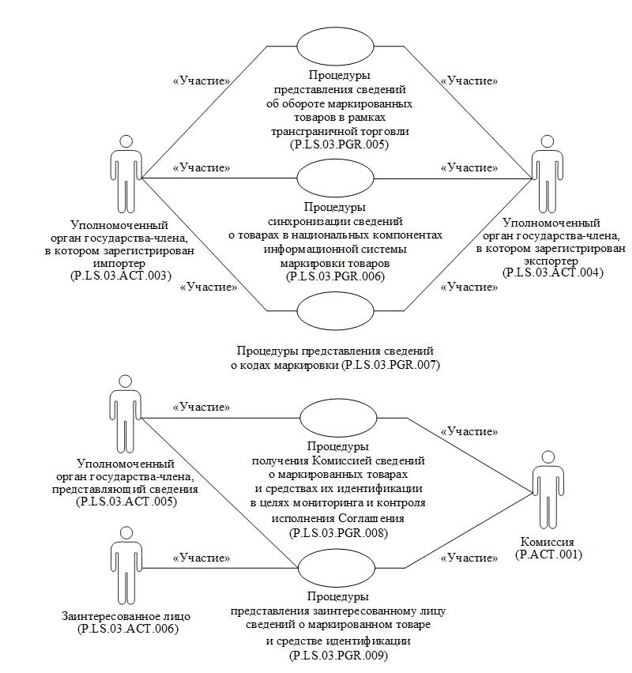 «Участие»
«Участие»
Процедуры
представления сведений
об обороте маркированных
товаров в рамках
трансграничной торговли
(P.LS.03.PGR.005)
«Участие»
«Участие»
Уполномоченный
орган государства-члена,
в котором зарегистрирован
импортер
(P.LS.03.ACT.003)
Процедуры
синхронизации сведений
о товарах в национальных компонентах
информационной системы
маркировки товаров
(P.LS.03.PGR.006)
Уполномоченный
орган государства-члена,
в котором зарегистрирован
экспортер
(P.LS.03.ACT.004)
«Участие»
«Участие»
Процедуры представления сведений
о кодах маркировки (P.LS.03.PGR.007)
«Участие»
«Участие»
Уполномоченный
орган государства-члена,
представляющий сведения
(P.LS.03.ACT.005)
Процедуры
получения Комиссией сведений
о маркированных товарах
и средствах их идентификации
в целях мониторинга и контроля
исполнения Соглашения
(P.LS.03.PGR.008)
Комиссия
(P.ACT.001)
«Участие»
«Участие»
Заинтересованное лицо
(P.LS.03.ACT.006)
Процедуры
представления заинтересованному лицу
сведений о маркированном товаре
и средстве идентификации
(P.LS.03.PGR.009)